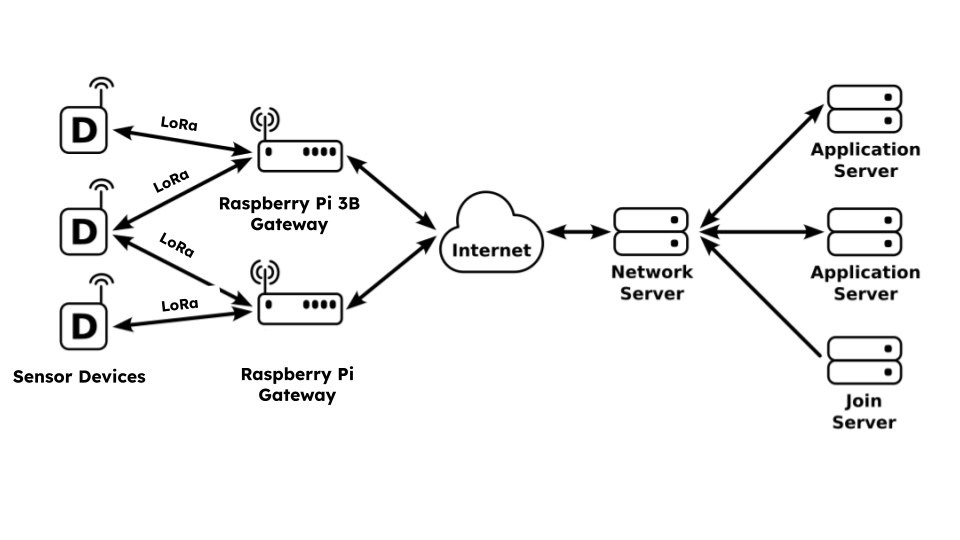 D
LoRa
LoRa
Raspberry Pi 3B
Gateway
D
LoRa
D
LoRa
Sensor Devices
Raspberry Pi
Gateway
Internet
Network
Server
Application
Server
Application
Server
Join
Server